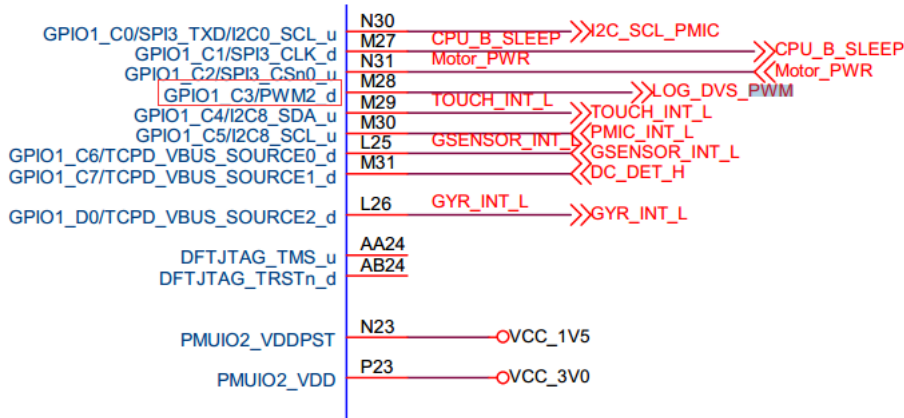 GPIO1_C0/SPI3_TXD/I2C0_SCL_u N30 I2C_SCL_PMIC
GPIO1_C1/SPI3_CLK_d M27 CPU_B_SLEEP CPU_B_SLEEP
GPIO1_C2/SPI3_CSn0_u N31 Motor_PWR Motor_PWR
GPIO1_C3/PWM2_d M28 LOG_DVS_PWM
GPIO1_C4/I2C8_SDA_u M29 TOUCH_INT_L TOUCH_INT_L
GPIO1_C5/I2C8_SCL_u M30 PMIC_INT_L
GPIO1_C6/TCPD_VBUS_SOURCE0_d L25 GSENSOR_INT_L GSENSOR_INT_L
GPIO1_C7/TCPD_VBUS_SOURCE1_d M31 DC_DET_H
GPIO1_D0/TCPD_VBUS_SOURCE2_d L26 GYR_INT_L GYR_INT_L
DFTJTAG_TMS_u AA24
DFTJTAG_TRSTn_d AB24
PMUIO2_VDDPST N23 VCC_1V5
PMUIO2_VDD P23 VCC_3V0